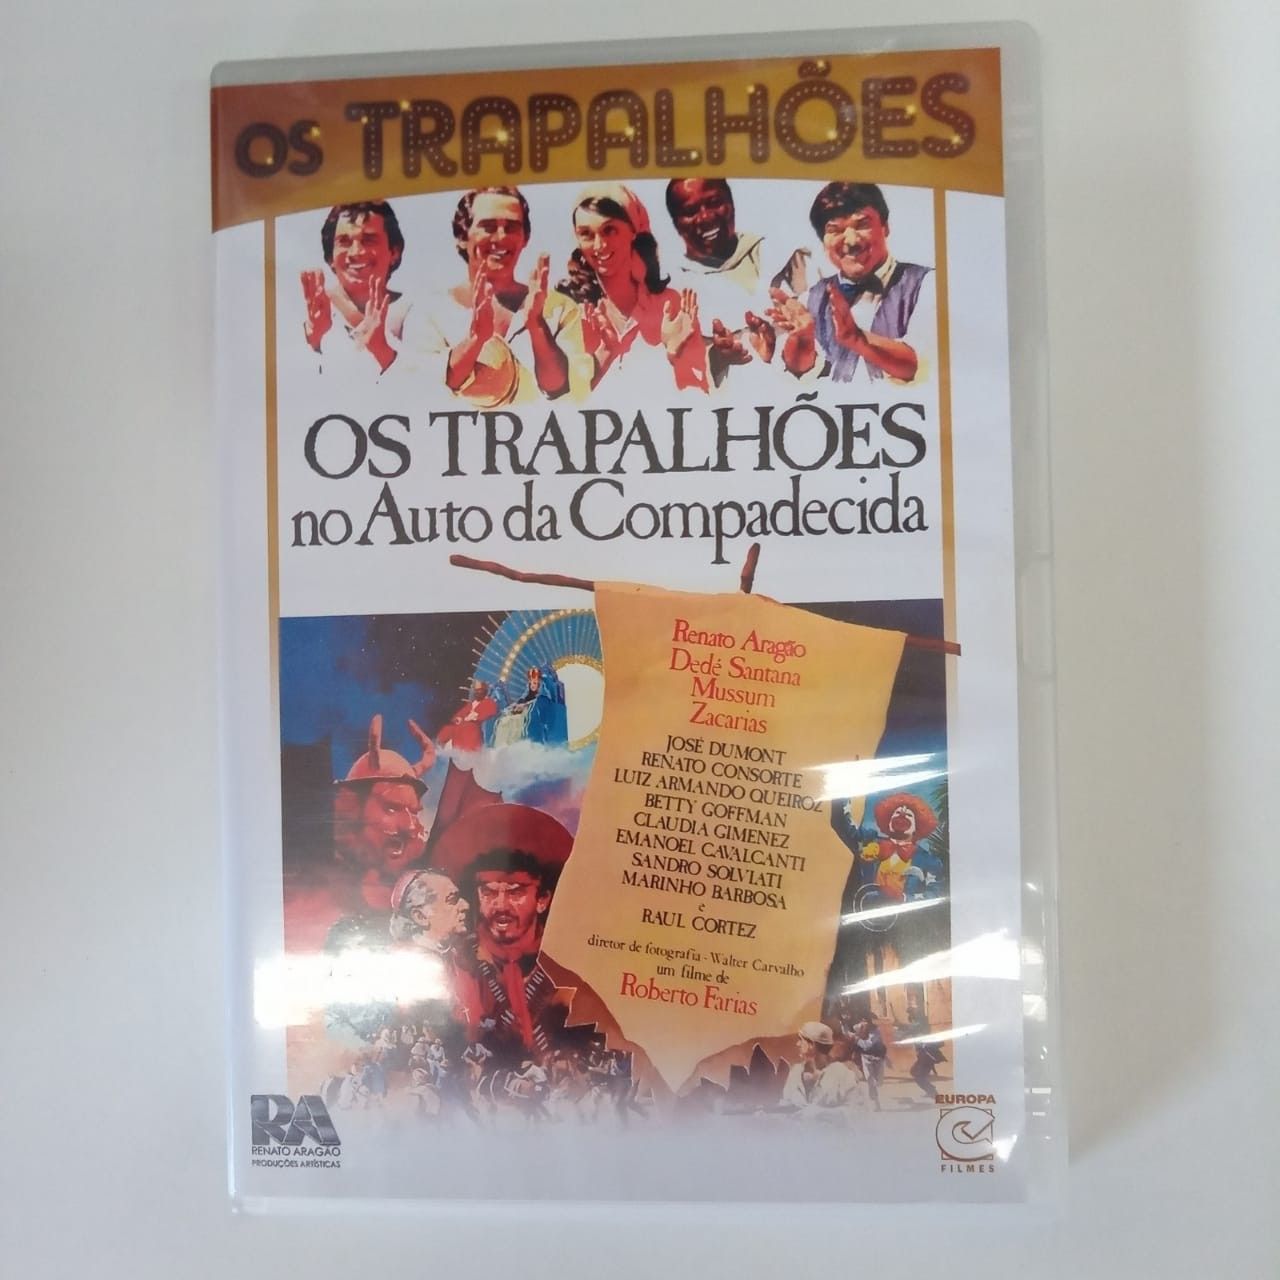 OS TRAPALHÕES
OS TRAPALHÕES
no Auto da Compadecida
Renato Aragão
Dedé Santana
Mussum
Zacarias
JOSÉ DUMONT
RENATO CONSORTE
LUIZ ARMANDO QUEIROZ
BETTY GOFFMAN
CLAUDIA GIMENEZ
EMANOEL CAVALCANTI
SANDRO SOLVIATI
MARINHO BARBOSA
e
RAUL CORTEZ
diretor de fotografia - Walter Carvalho
um filme de
Roberto Farias
RA
RENATO ARAGÃO
PRODUÇÕES ARTÍSTICAS
EUROPA
FILMES